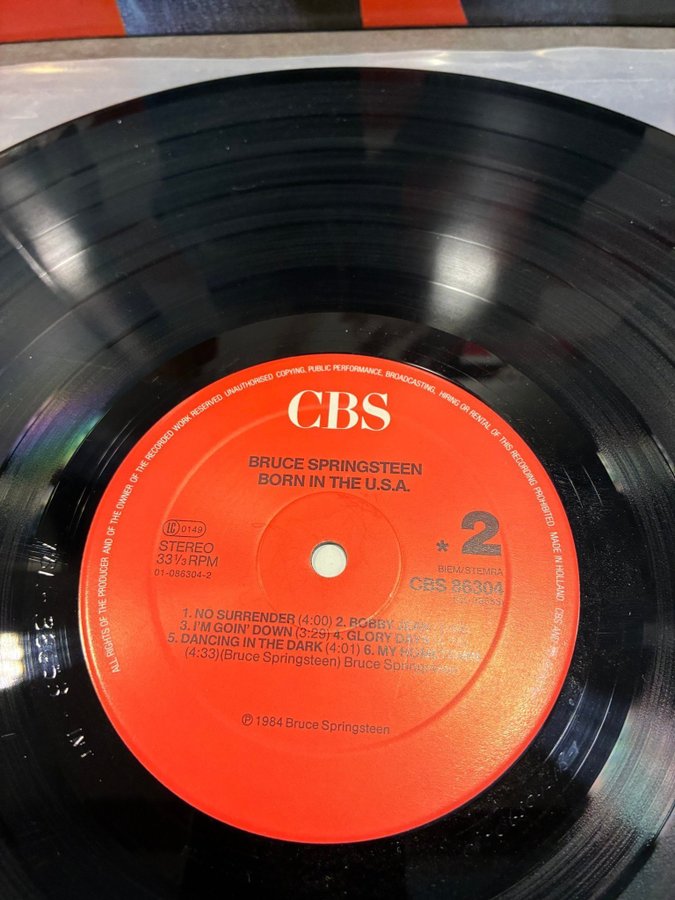 ALL RIGHTS OF THE PRODUCER AND OF THE OWNER OF THE RECORDED WORK RESERVED. UNAUTHORISED COPYING, PUBLIC PERFORMANCE, BROADCASTING, HIRING OR RENTAL OF THIS RECORDING PROHIBITED. MADE IN HOLLAND
CBS
BRUCE SPRINGSTEEN
BORN IN THE U.S.A.
LC 0149
STEREO
33⅓ RPM
01-086304-2
* 2
BIEM/STEMRA
CBS 86304
1. NO SURRENDER (4:00) 2. BOBBY
3. I'M GOIN' DOWN (3:29) 4. GLORY
5. DANCING IN THE DARK (4:01) 6. MY
(4:33) (Bruce Springsteen) Bruce
℗ 1984 Bruce Springsteen